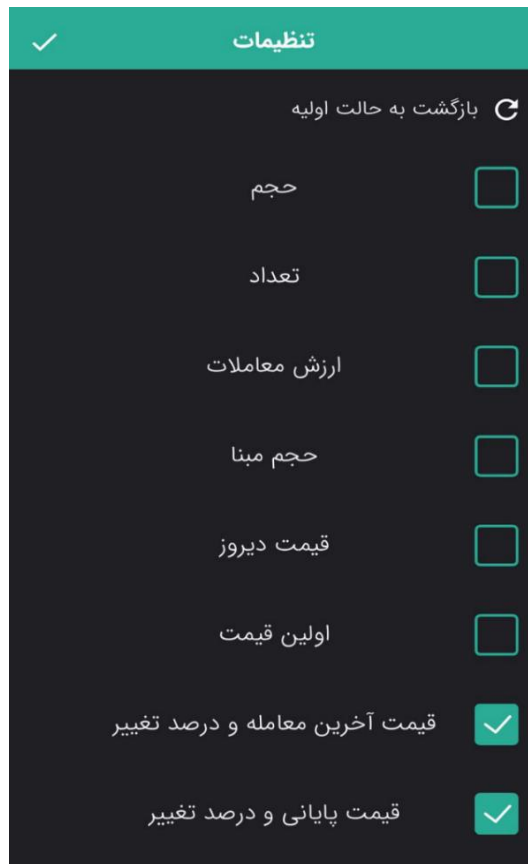 تنظیمات
بازگشت به حالت اولیه
حجم
تعداد
ارزش معاملات
حجم مبنا
قیمت دیروز
اولین قیمت
قیمت آخرین معامله و درصد تغییر
قیمت پایانی و درصد تغییر